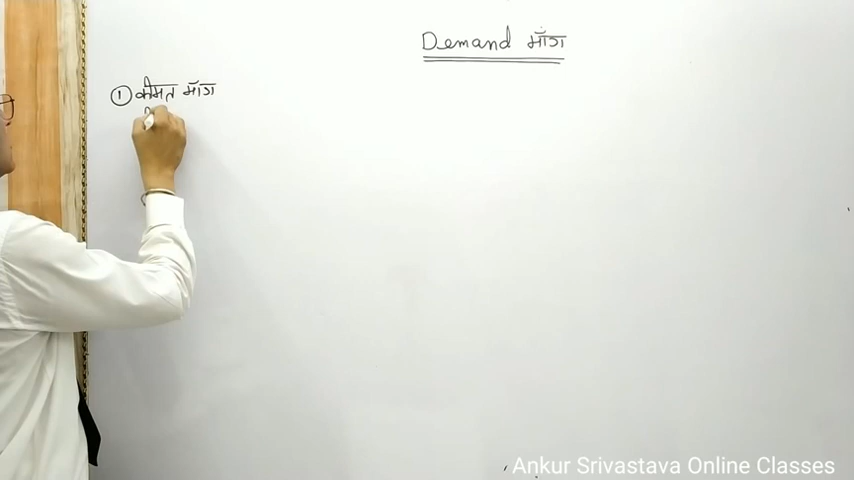 Demand माँग
① कीमत माँग
Ankur Srivastava Online Classes